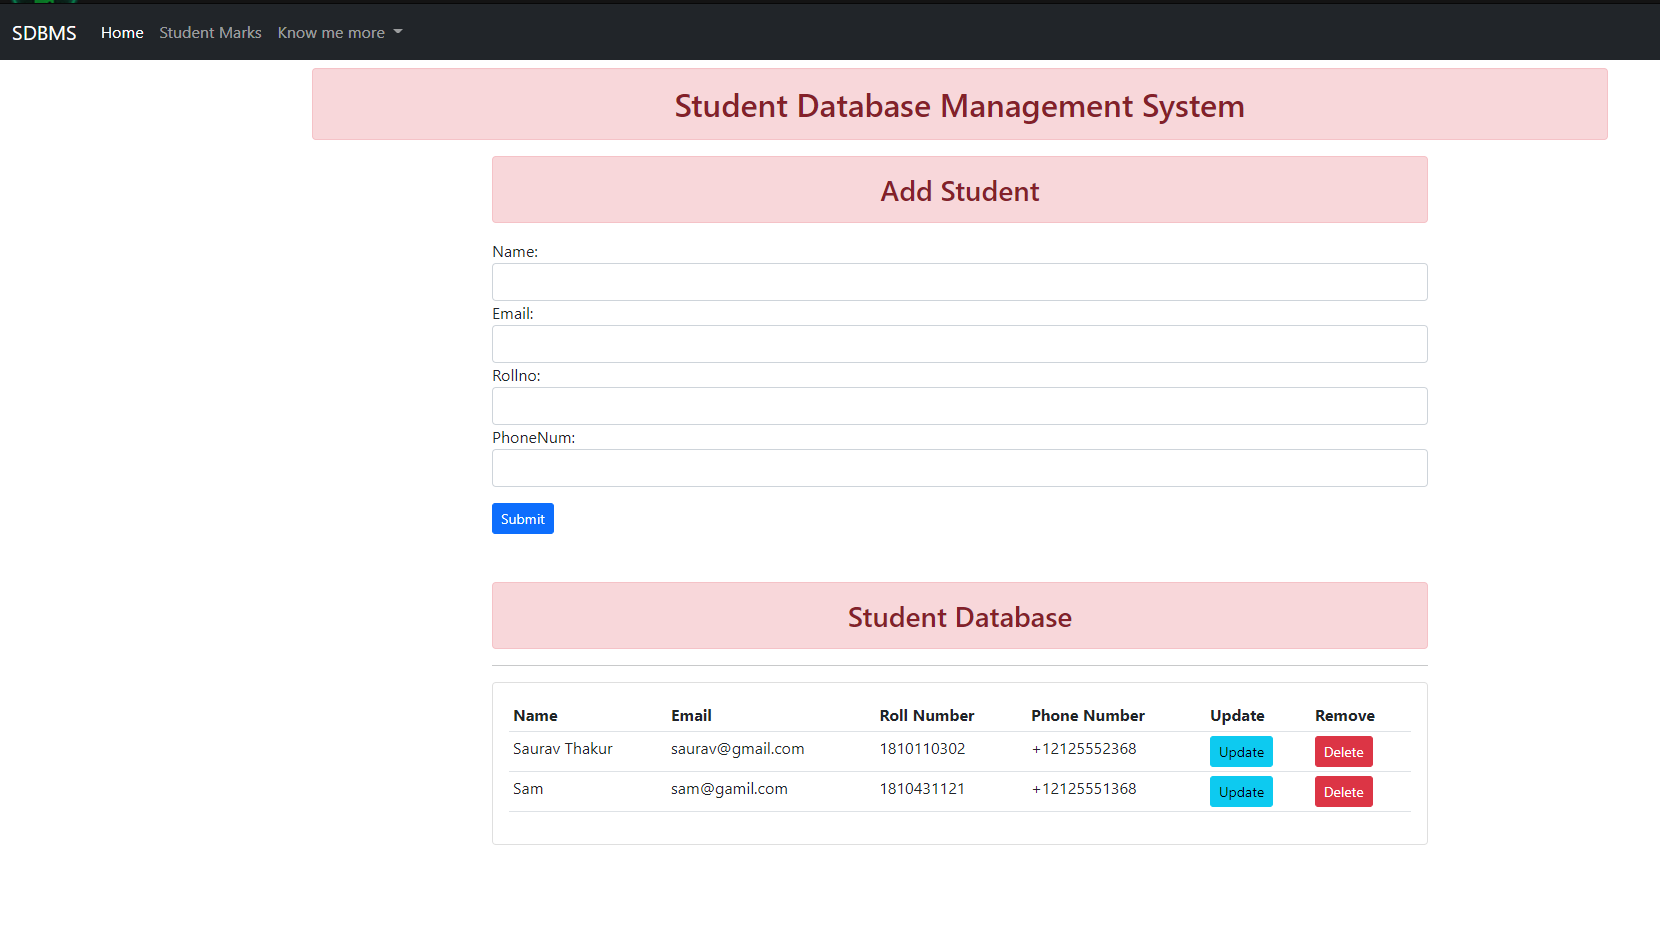 SDBMS Home Student Marks Know me more
Student Database Management System
Add Student
Name:
Email:
Rollno:
PhoneNum:
Submit
Student Database
Name Email Roll Number Phone Number Update Remove
Saurav Thakur saurav@gmail.com 1810110302 +12125552368 Update Delete
Sam sam@gamil.com 1810431121 +12125551368 Update Delete